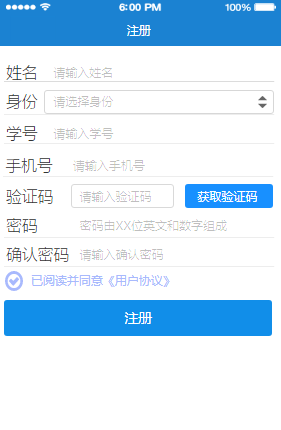 6:00 PM 100%
注册
姓名 请输入姓名
身份 请选择身份
学号 请输入学号
手机号 请输入手机号
验证码 请输入验证码 获取验证码
密码 密码由XX位英文和数字组成
确认密码 请输入确认密码
已阅读并同意《用户协议》
注册